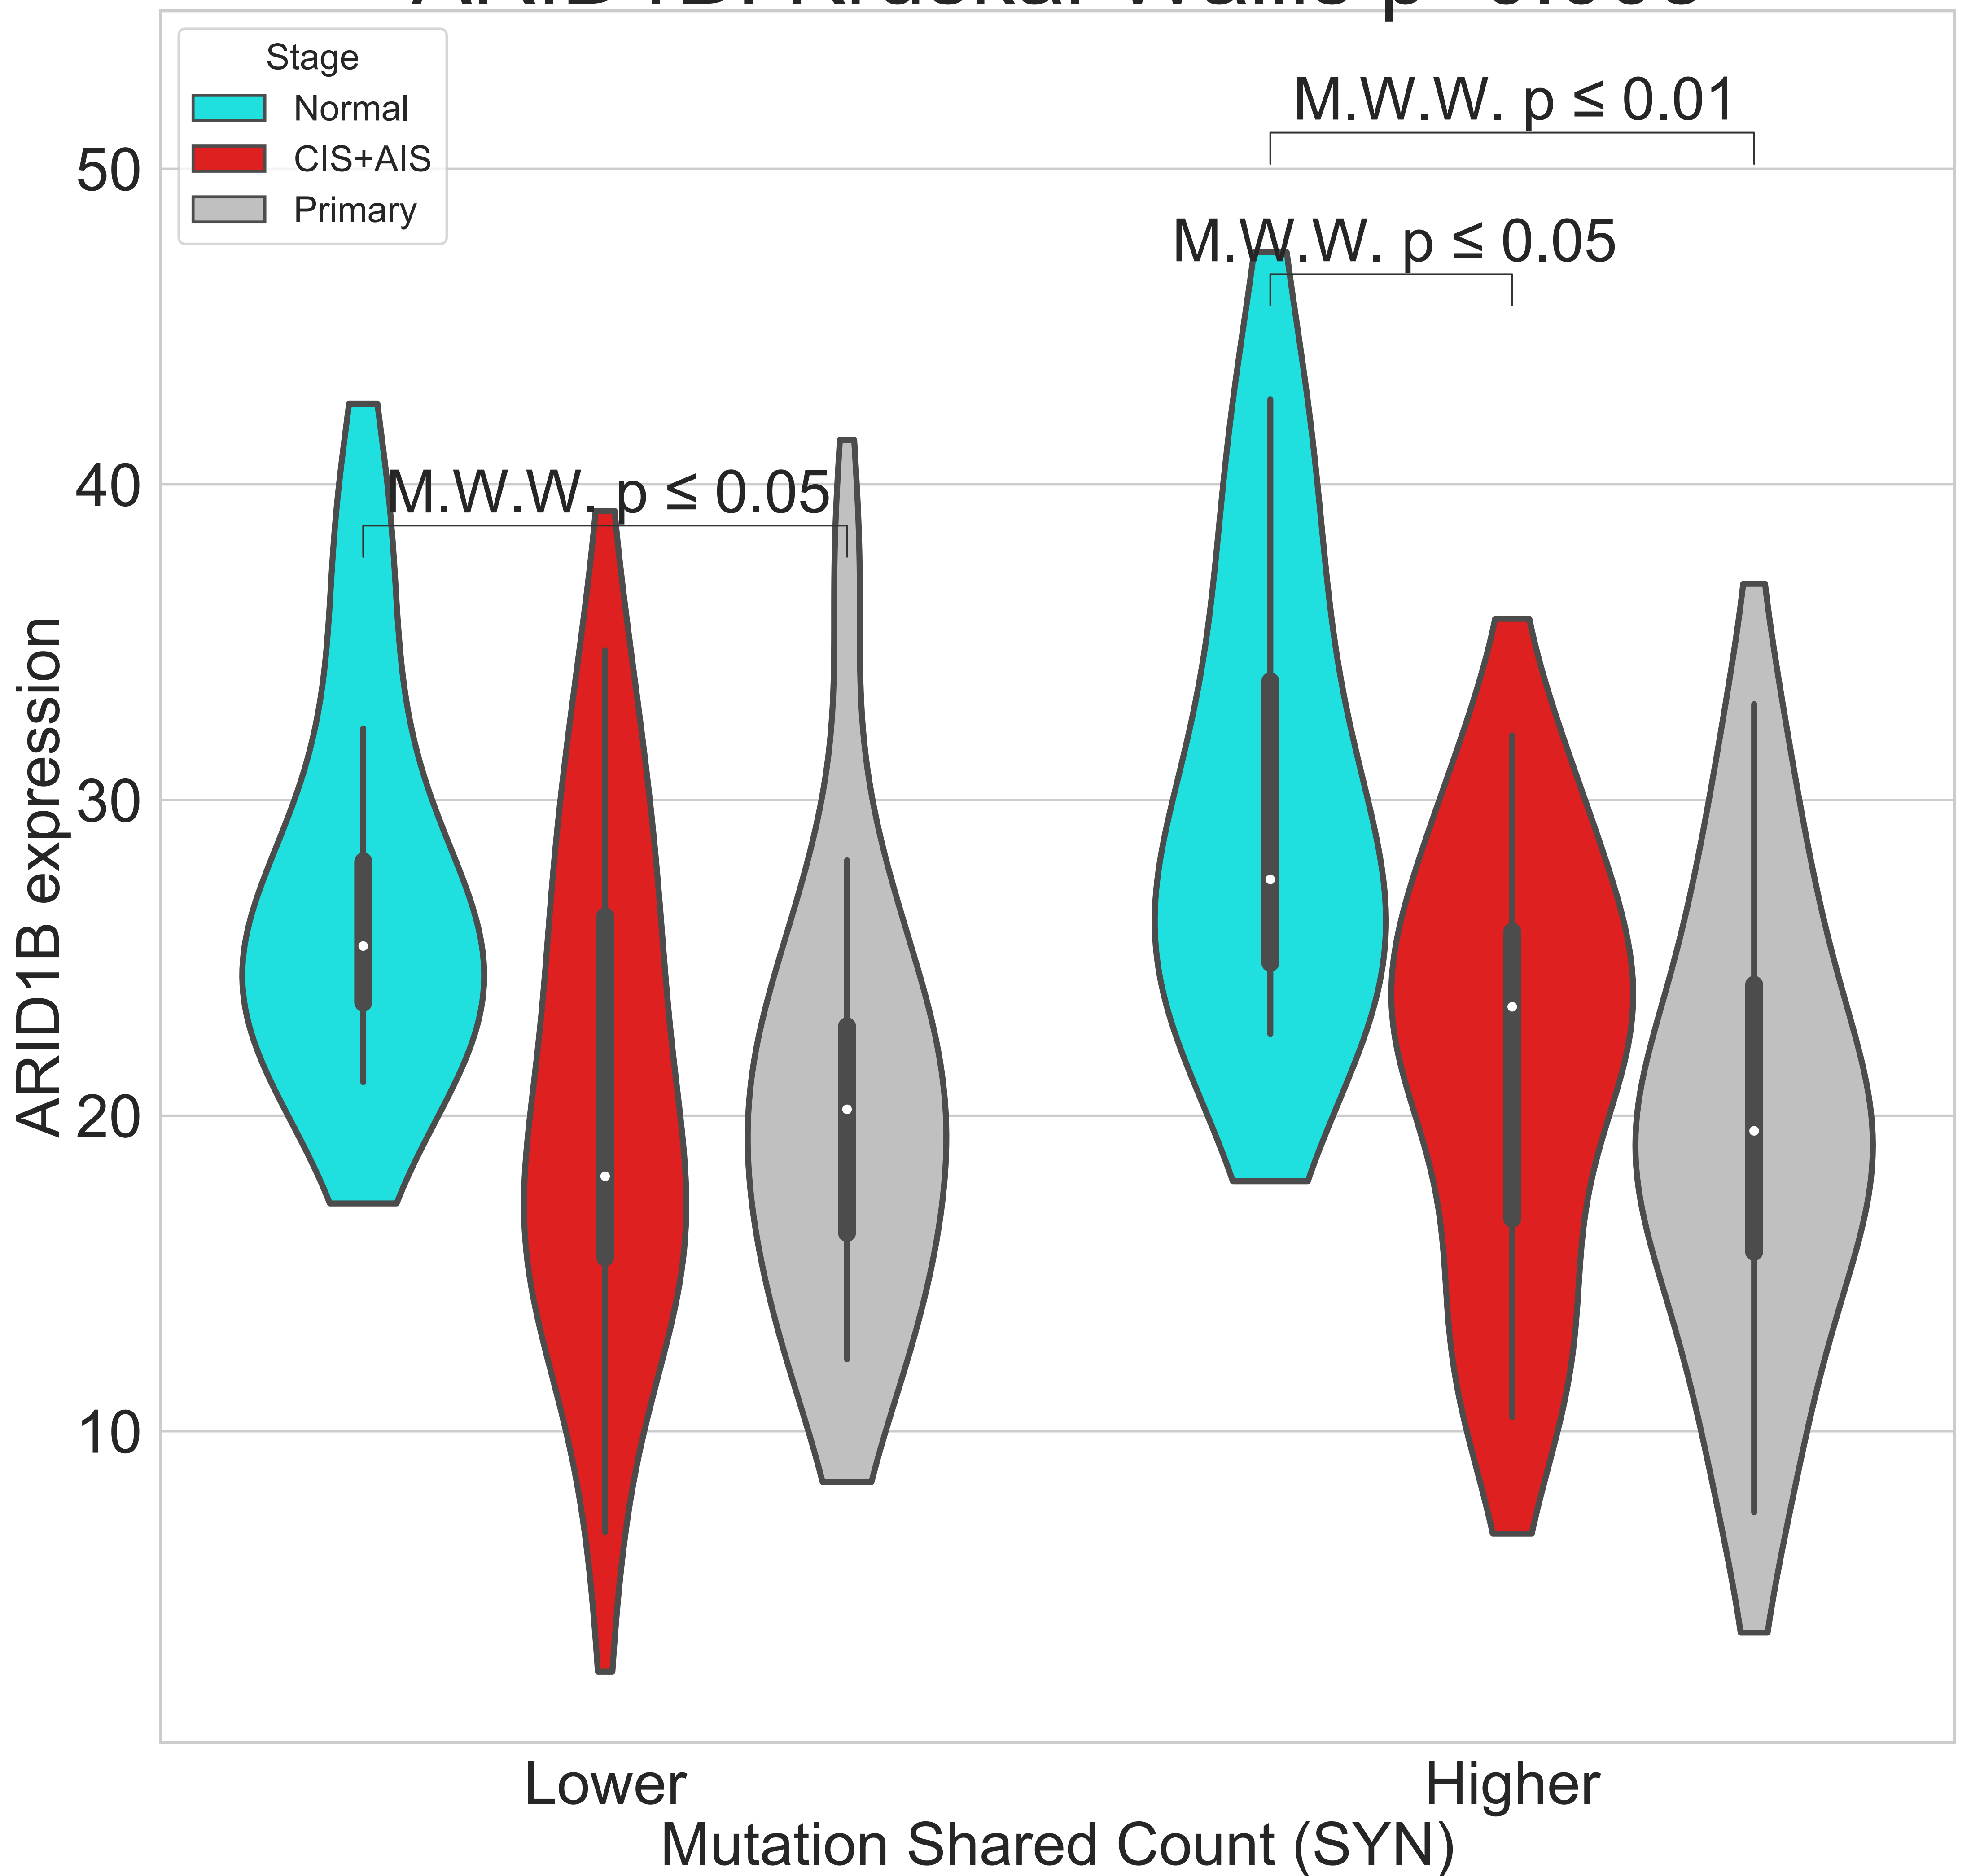 Stage
Normal
CIS+AIS
Primary
M.W.W. p ≤ 0.01
M.W.W. p ≤ 0.05
M.W.W. p ≤ 0.05
50
40
30
20
10
ARID1B expression
Lower
Higher
Mutation Shared Count (SYN)